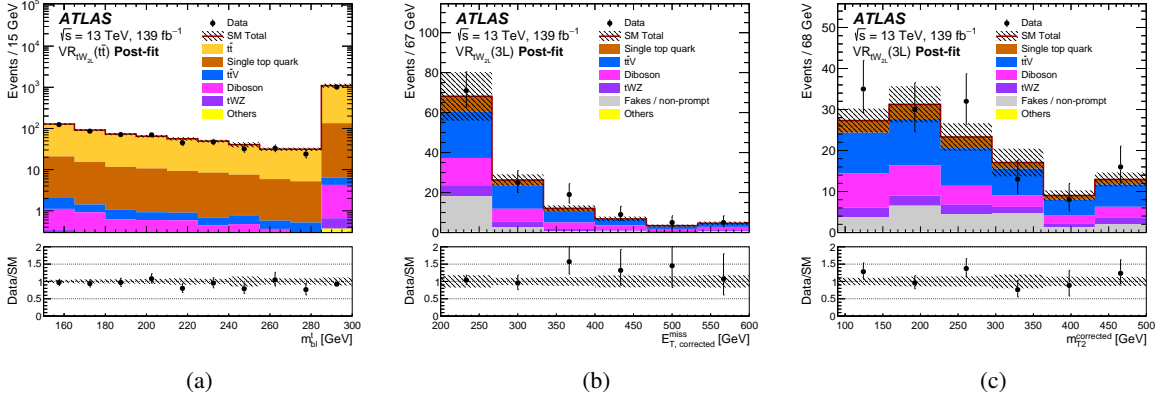 ATLAS
√s = 13 TeV, 139 fb⁻¹
VR_tW_2L (tt̄) Post-fit
Data
SM Total
tt̄
Single top quark
tt̄V
Diboson
tWZ
Others
Events / 15 GeV
10⁵
10⁴
10³
10²
10
1
Data/SM
2
1.5
1
0.5
0
160 180 200 220 240 260 280 300
m^t_bl [GeV]
(a)
ATLAS
√s = 13 TeV, 139 fb⁻¹
VR_tW_2L (3L) Post-fit
Data
SM Total
Single top quark
tt̄V
Diboson
tWZ
Fakes / non-prompt
Others
Events / 67 GeV
100
80
60
40
20
0
Data/SM
2
1.5
1
0.5
0
200 250 300 350 400 450 500 550 600
E^miss_T, corrected [GeV]
(b)
ATLAS
√s = 13 TeV, 139 fb⁻¹
VR_tW_2L (3L) Post-fit
Data
SM Total
Single top quark
tt̄V
Diboson
tWZ
Fakes / non-prompt
Others
Events / 68 GeV
50
40
30
20
10
0
Data/SM
2
1.5
1
0.5
0
100 150 200 250 300 350 400 450 500
m^corrected_T2 [GeV]
(c)